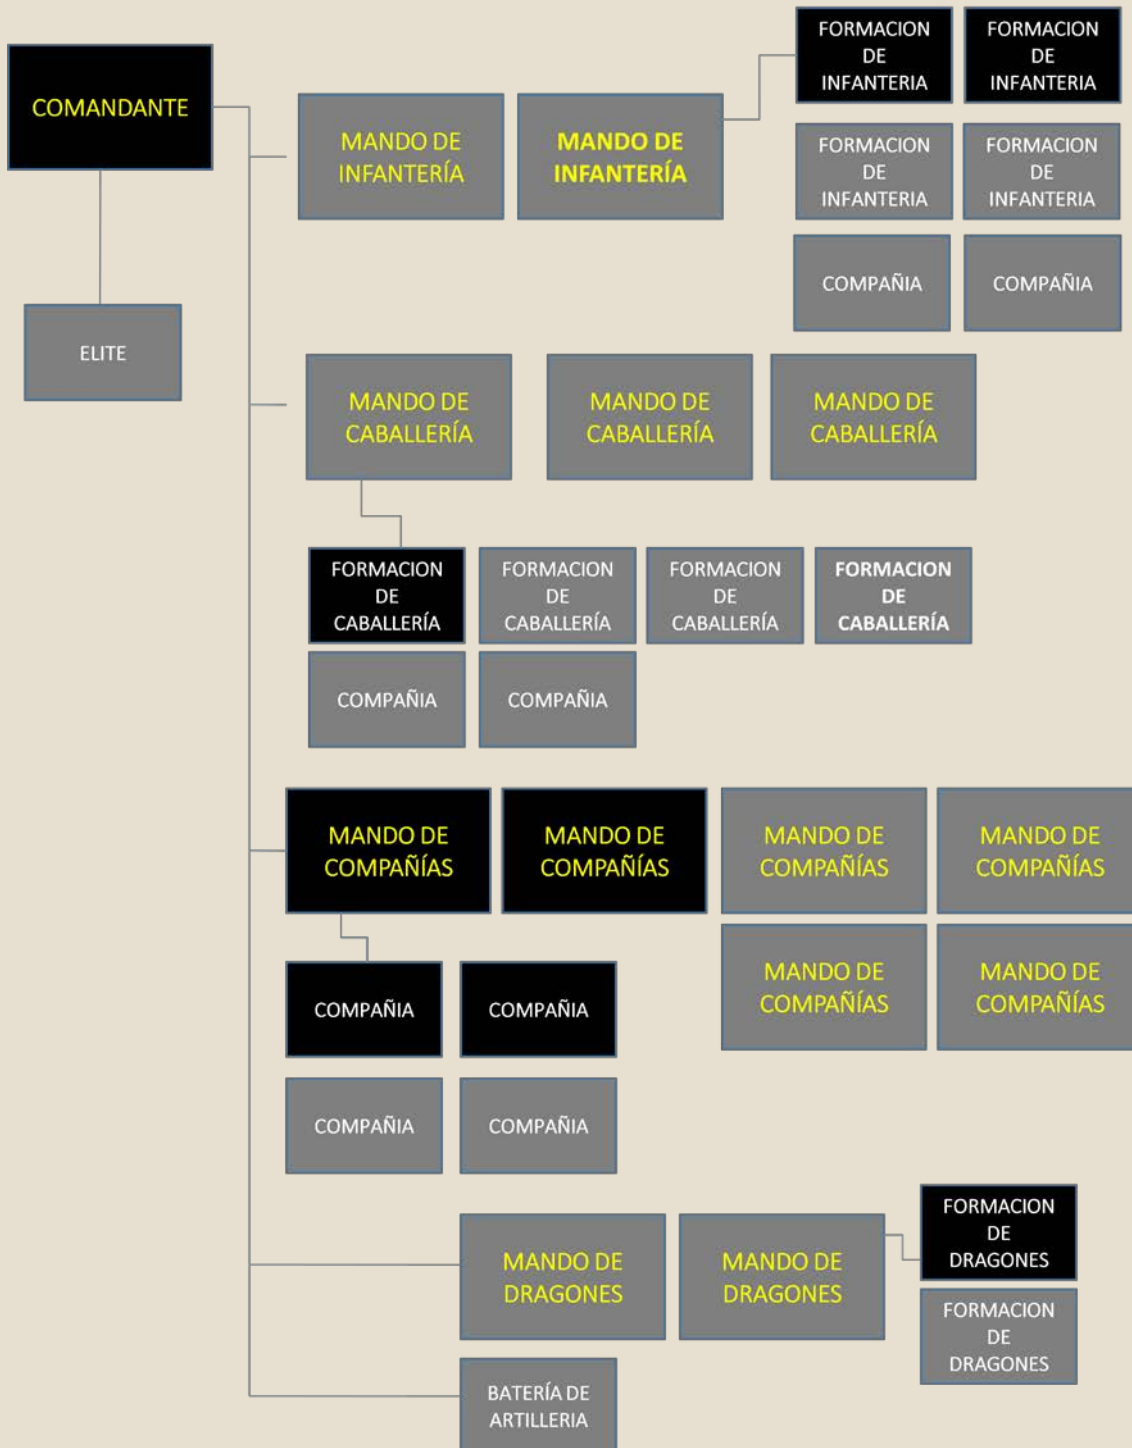 COMANDANTE
ELITE
MANDO DE
INFANTERÍA
MANDO DE
INFANTERÍA
FORMACION
DE
INFANTERIA
FORMACION
DE
INFANTERIA
FORMACION
DE
INFANTERIA
FORMACION
DE
INFANTERIA
COMPAÑIA
COMPAÑIA
MANDO DE
CABALLERÍA
MANDO DE
CABALLERÍA
MANDO DE
CABALLERÍA
FORMACION
DE
CABALLERÍA
FORMACION
DE
CABALLERÍA
FORMACION
DE
CABALLERÍA
FORMACION
DE
CABALLERÍA
COMPAÑIA
COMPAÑIA
MANDO DE
COMPAÑÍAS
MANDO DE
COMPAÑÍAS
MANDO DE
COMPAÑÍAS
MANDO DE
COMPAÑÍAS
MANDO DE
COMPAÑÍAS
MANDO DE
COMPAÑÍAS
COMPAÑIA
COMPAÑIA
COMPAÑIA
COMPAÑIA
MANDO DE
DRAGONES
MANDO DE
DRAGONES
FORMACION
DE
DRAGONES
FORMACION
DE
DRAGONES
BATERÍA DE
ARTILLERIA